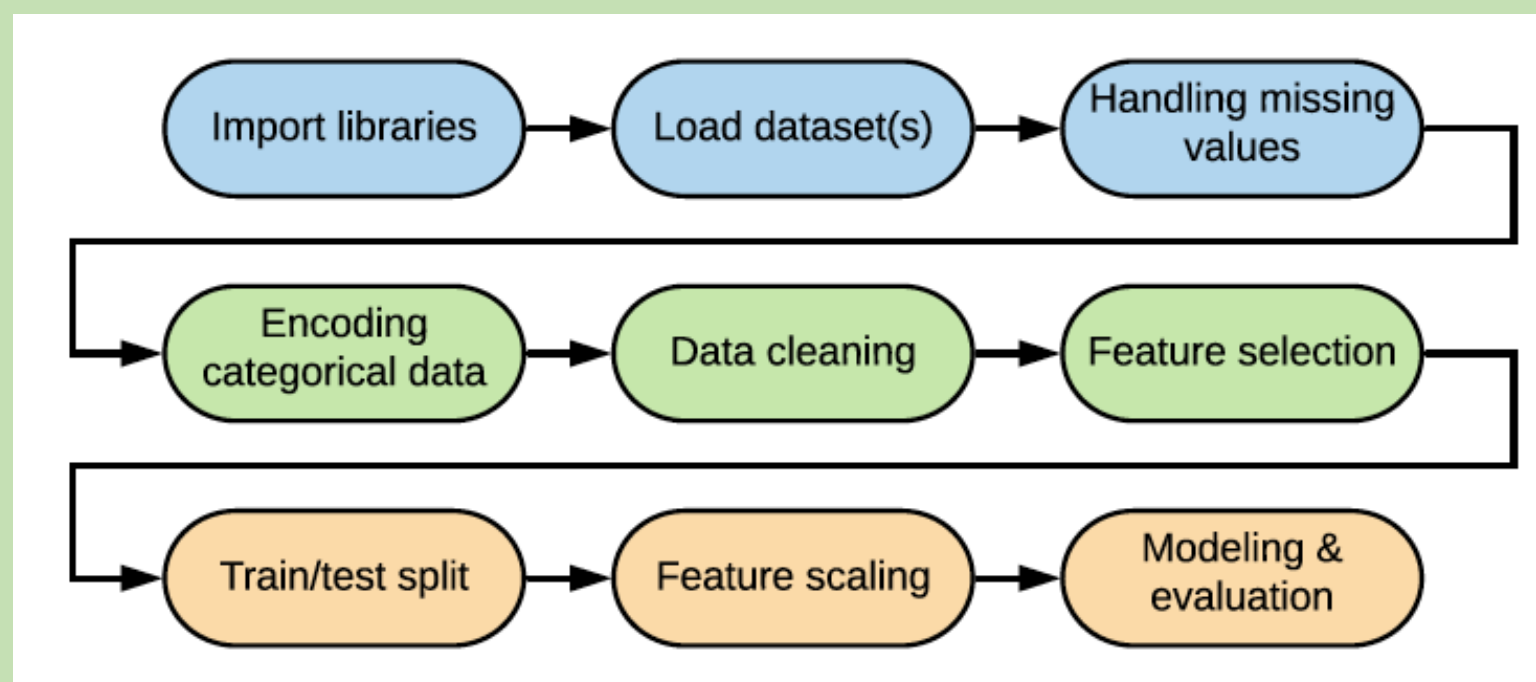 Import libraries
Load dataset(s)
Handling missing
values
Encoding
categorical data
Data cleaning
Feature selection
Train/test split
Feature scaling
Modeling &
evaluation